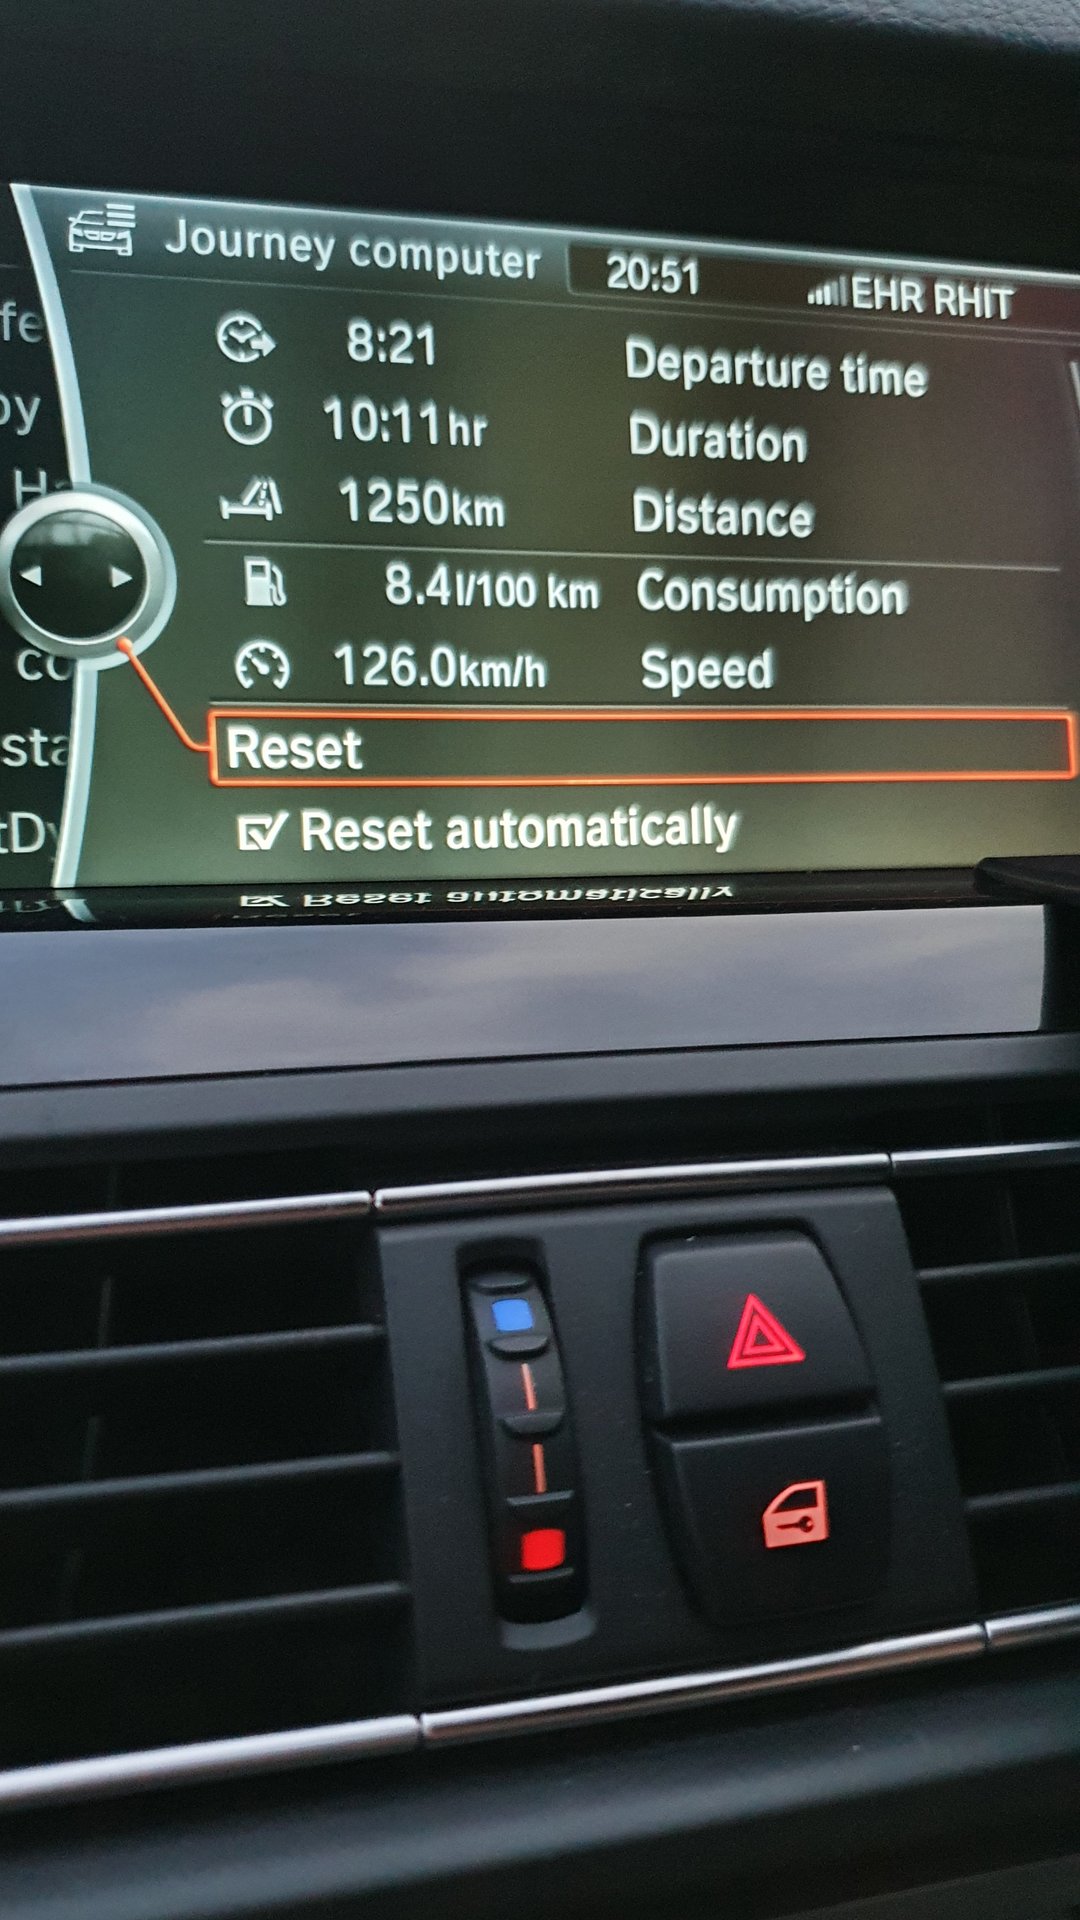 Journey computer 20:51 EHR RHIT
8:21 Departure time
10:11hr Duration
1250km Distance
8.4l/100 km Consumption
126.0km/h Speed
Reset
Reset automatically